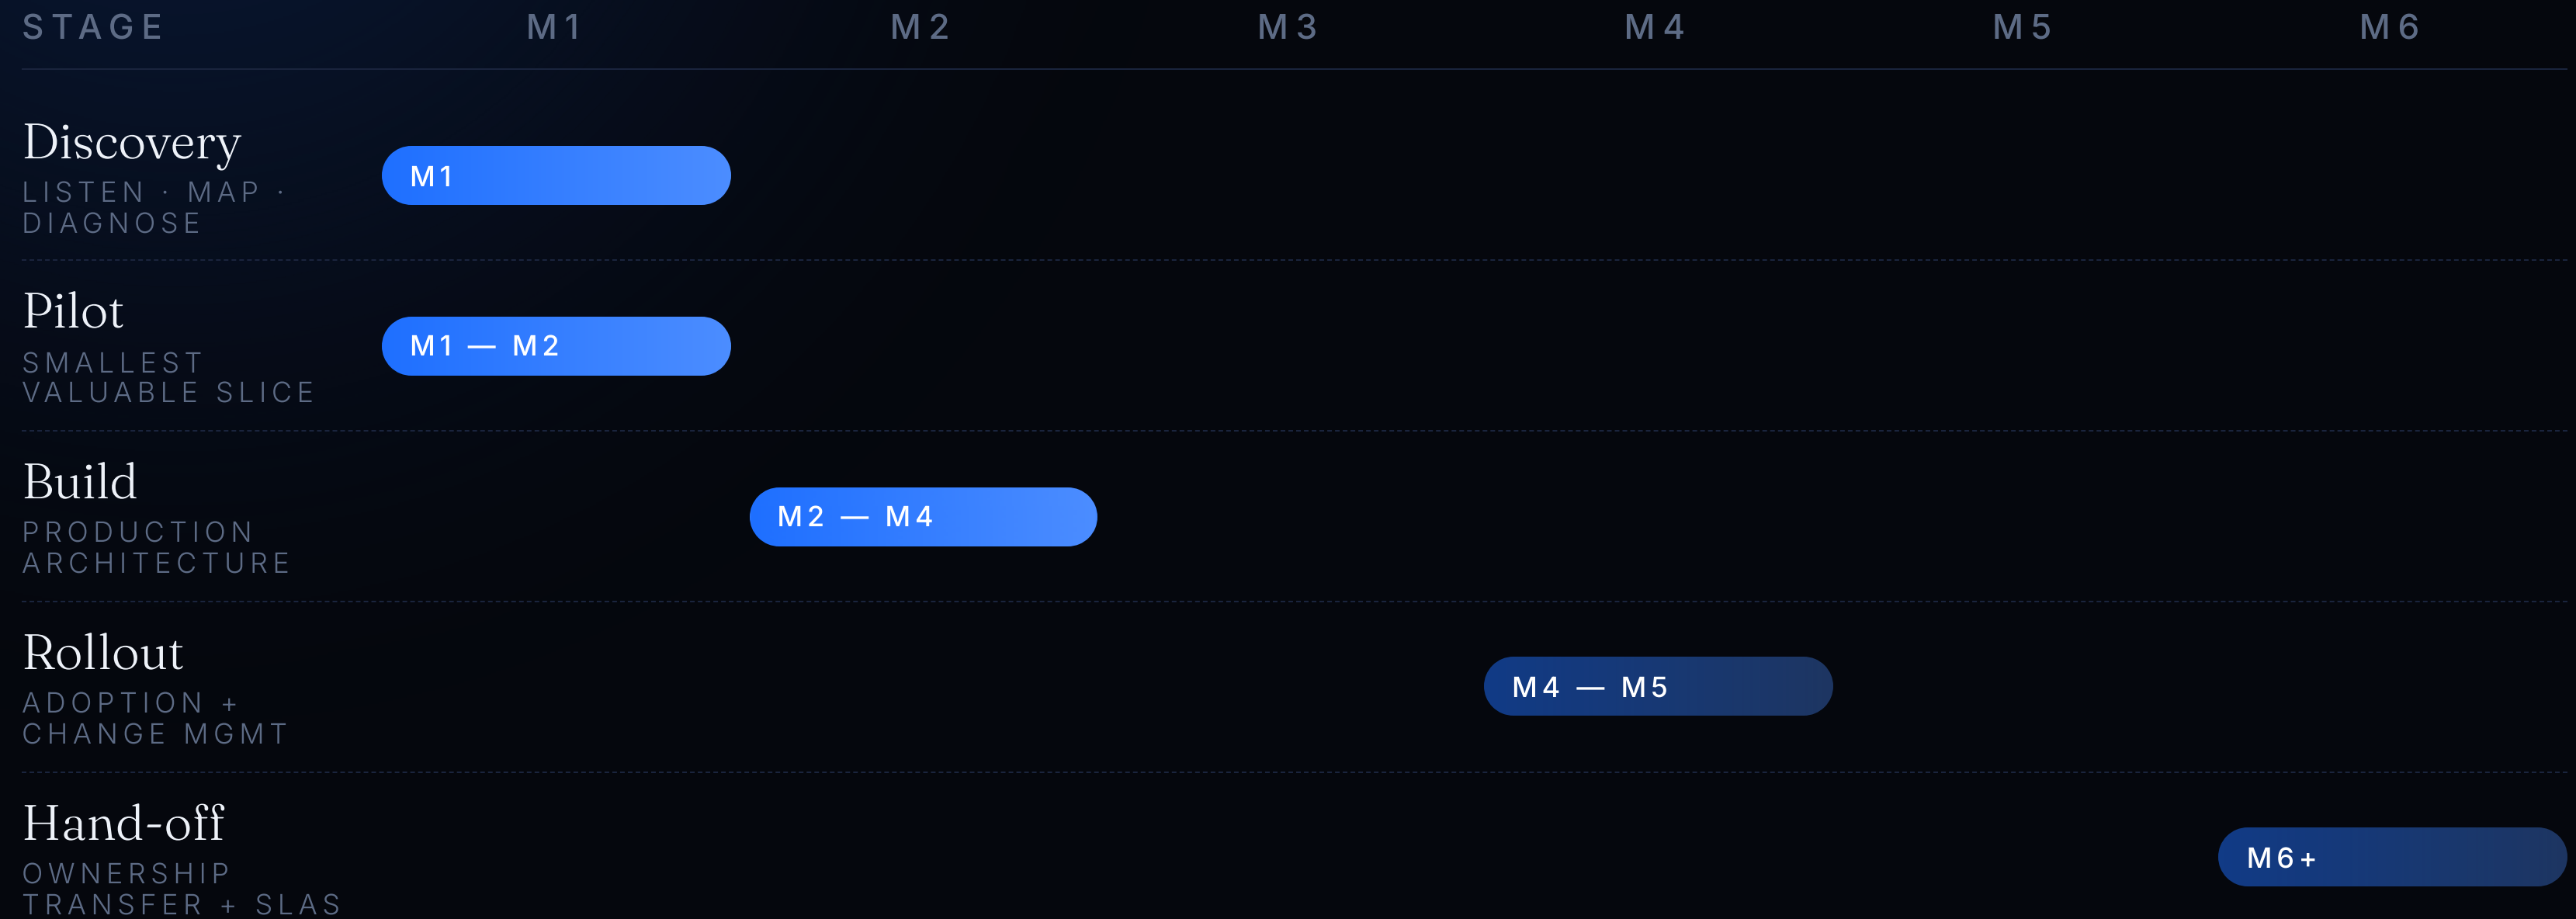 STAGE M1 M2 M3 M4 M5 M6
Discovery
LISTEN · MAP ·
DIAGNOSE
M1
Pilot
SMALLEST
VALUABLE SLICE
M1 — M2
Build
PRODUCTION
ARCHITECTURE
M2 — M4
Rollout
ADOPTION +
CHANGE MGMT
M4 — M5
Hand-off
OWNERSHIP
TRANSFER + SLAS
M6+